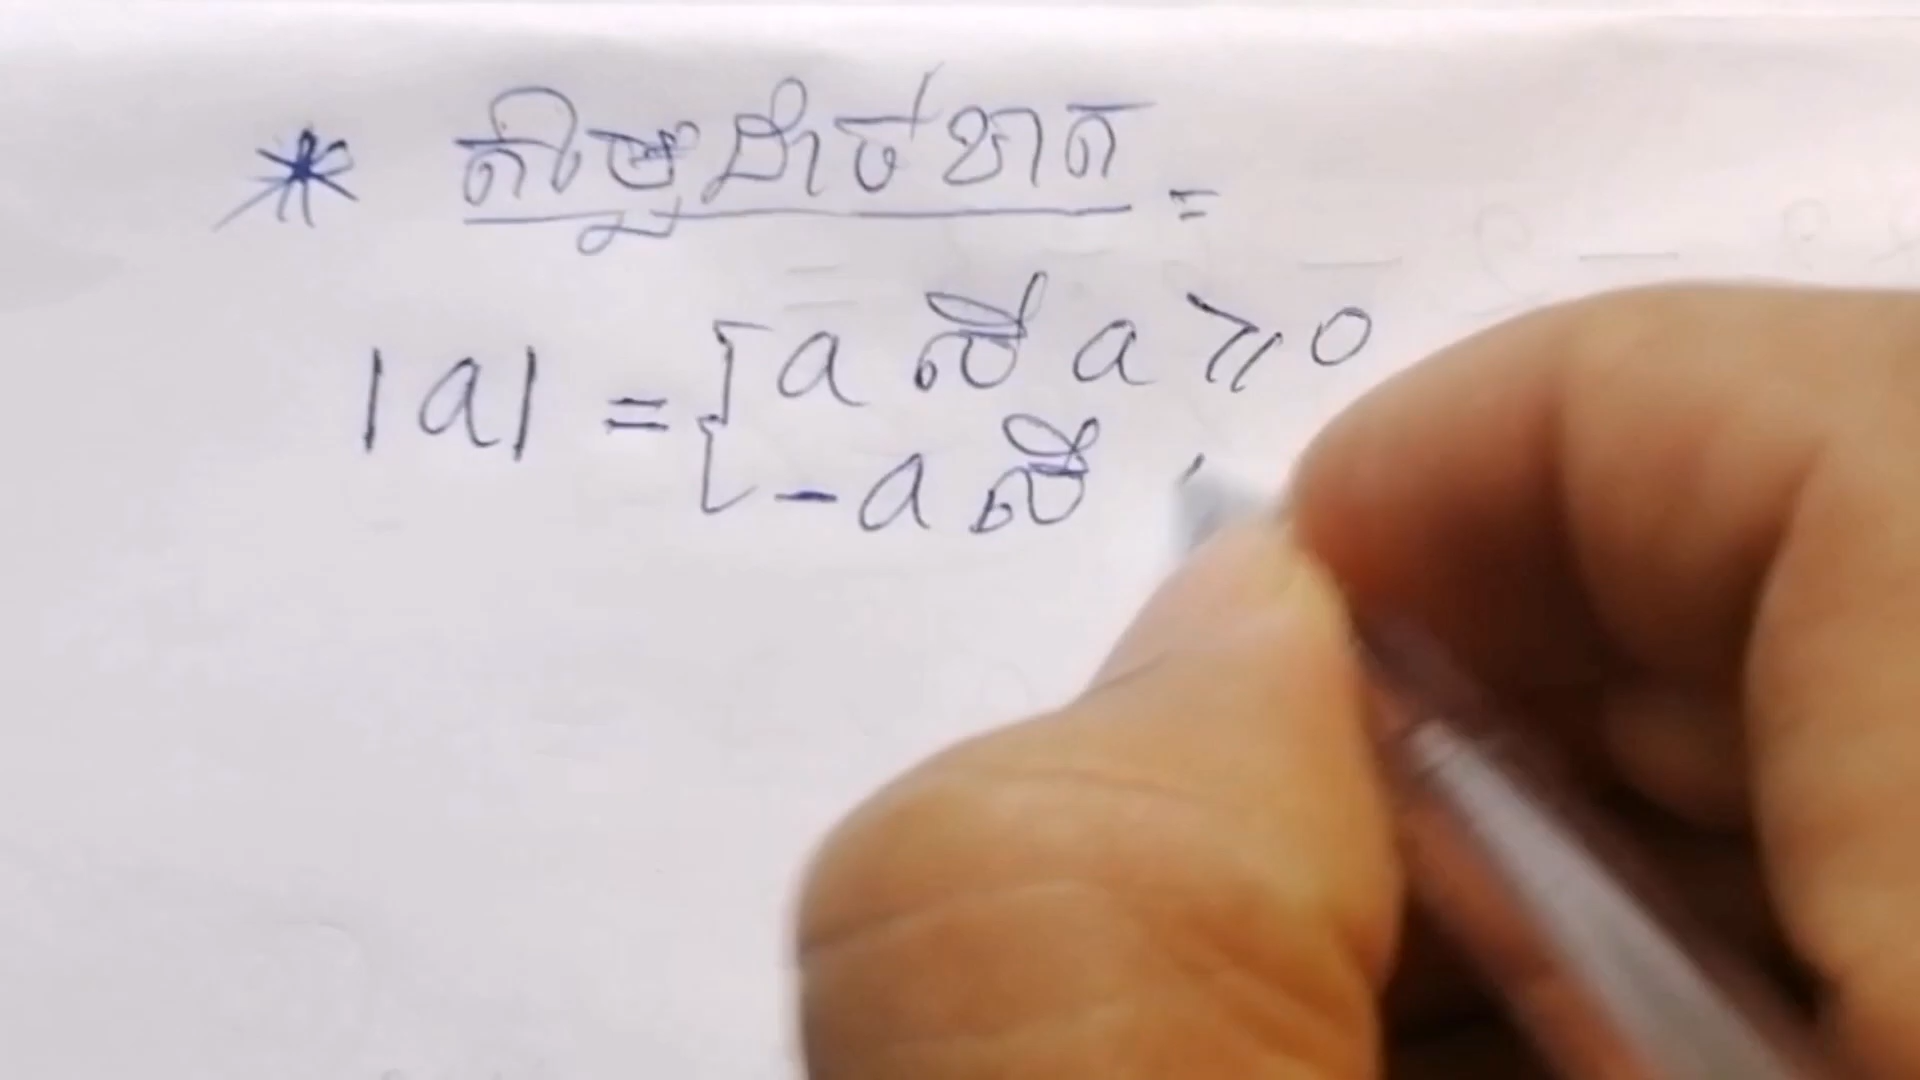 * តម្លៃដាច់ខាត =
|a| = { a បើ a ⩾ 0
-a បើ